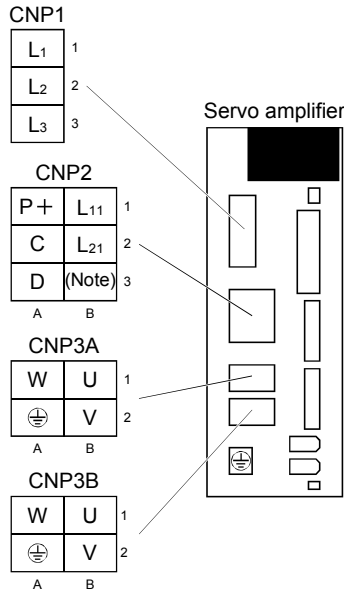 CNP1
L1 1
L2 2
L3 3
Servo amplifier
CNP2
P+ L11 1
C L21 2
D (Note) 3
A B
CNP3A
W U 1
V 2
A B
CNP3B
W U 1
V 2
A B